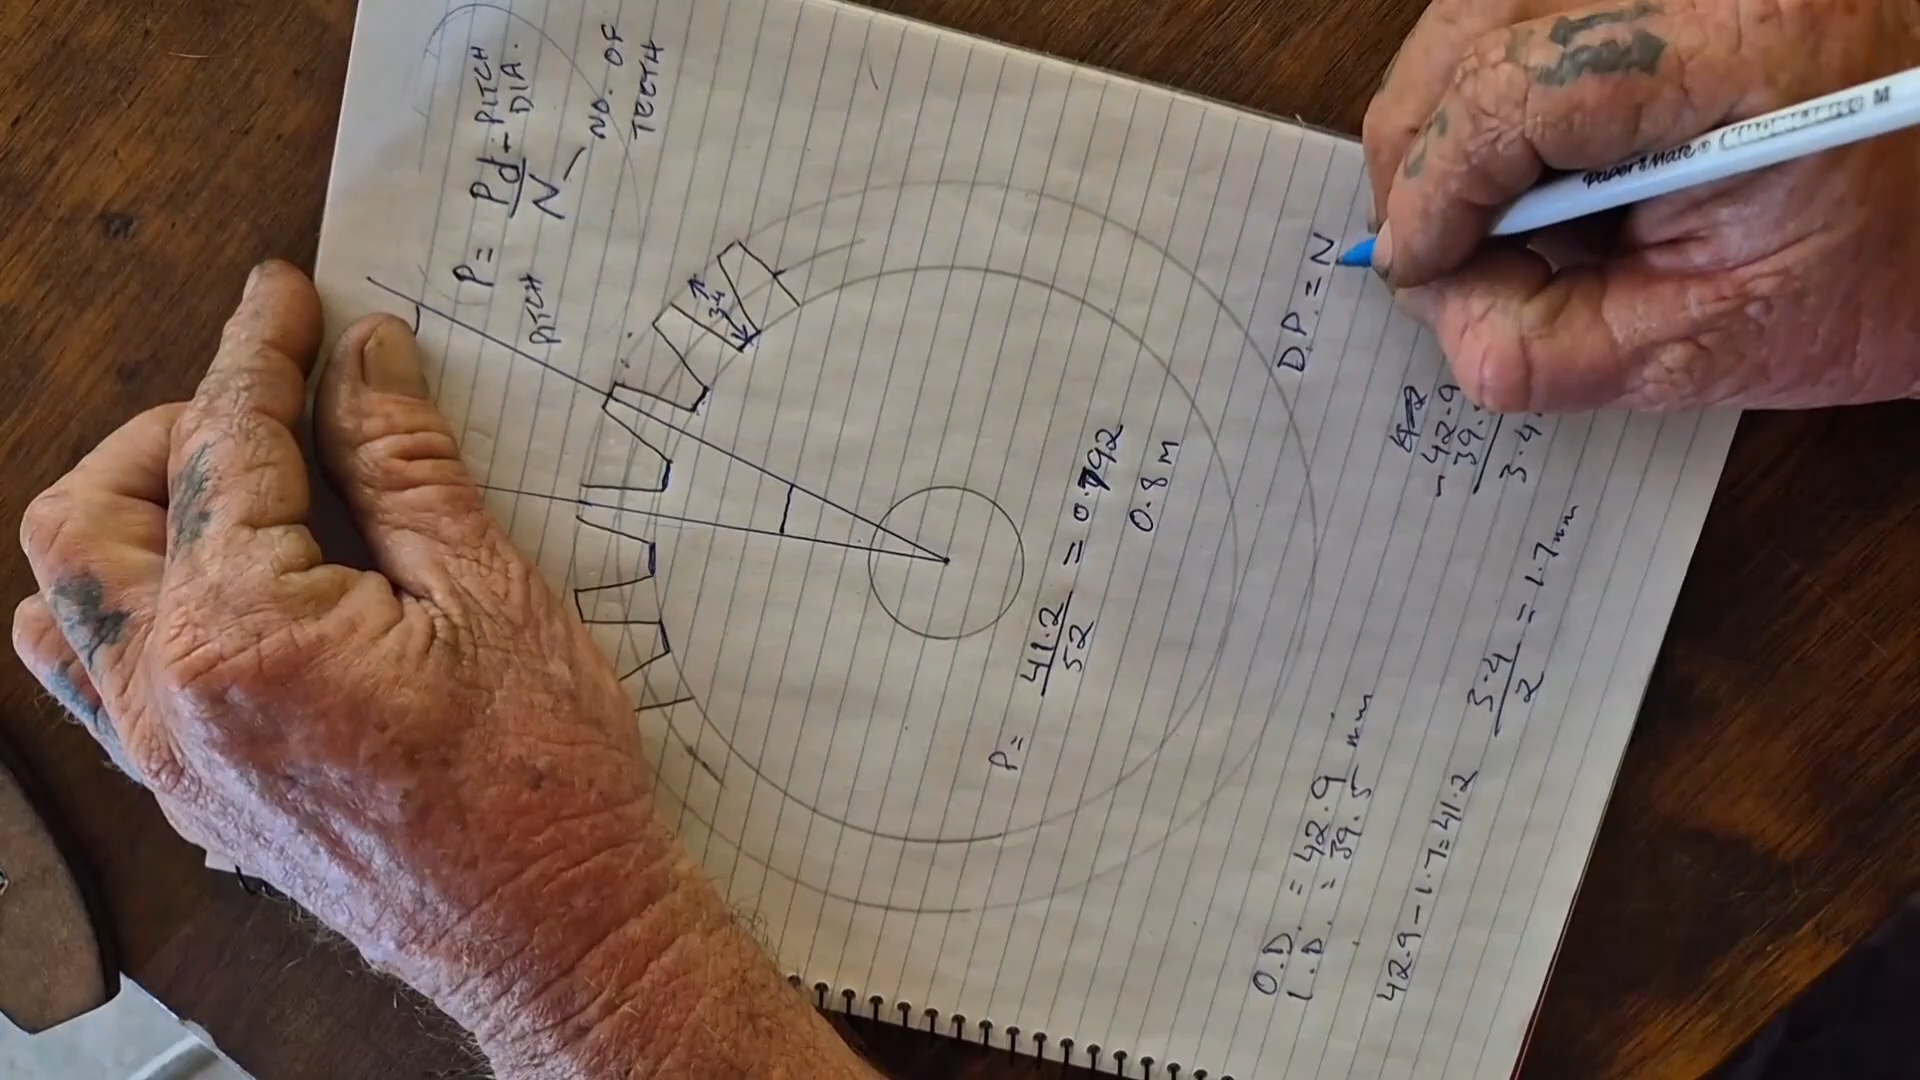 P = Pd - PITCH DIA.
N - NO. OF
TEETH
PITCH
3.4
P = 41.2 = 0.792
52
0.8 M
D.P. = N
O.D. = 42.9
I.D. = 39.5 mm
42.9 - 1.7 = 41.2
3.4 = 1.7mm
2
- 42.9
39.
3.4
Paper Mate® M